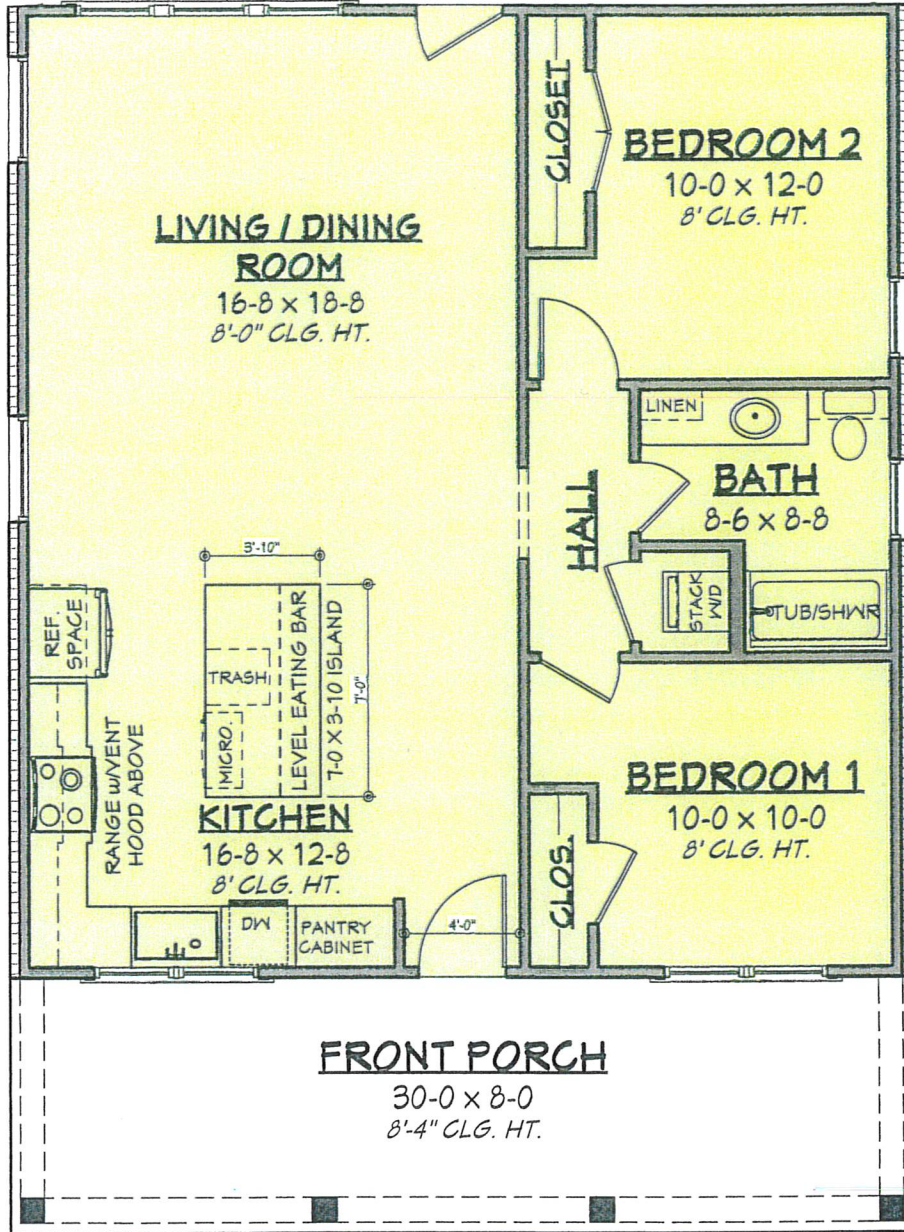 CLOSET
BEDROOM 2
10-0 x 12-0
8' CLG. HT.
LIVING / DINING
ROOM
16-8 x 18-8
8'-0" CLG. HT.
LINEN
HALL
BATH
8-6 x 8-8
3'-10"
REF.
SPACE
TRASH
MICRO.
LEVEL EATING BAR
7-0 X 3-10 ISLAND
7'-0"
STACK
W/D
TUB/SHWR
RANGE W/VENT
HOOD ABOVE
KITCHEN
16-8 x 12-8
8' CLG. HT.
BEDROOM 1
10-0 x 10-0
8' CLG. HT.
CLOS.
DW
PANTRY
CABINET
4'-0"
FRONT PORCH
30-0 x 8-0
8'-4" CLG. HT.